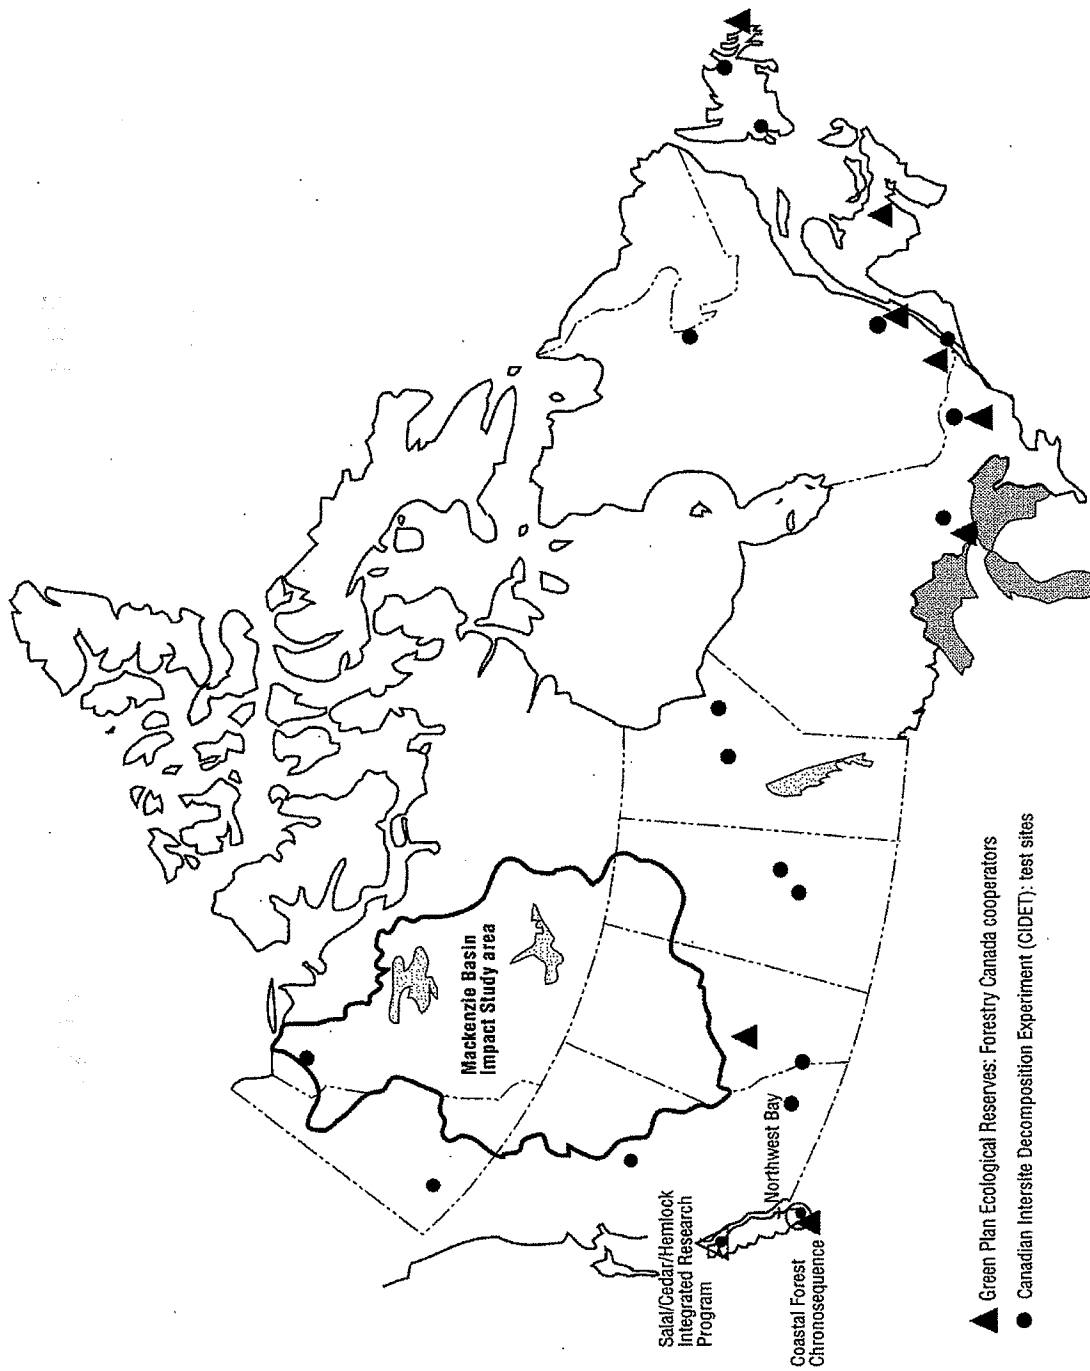 Mackenzie Basin
Impact Study area
Salal/Cedar/Hemlock
Integrated Research
Program
Northwest Bay
Coastal Forest
Chronosequence
Green Plan Ecological Reserves: Forestry Canada cooperators
Canadian Intersite Decomposition Experiment (CIDET): test sites